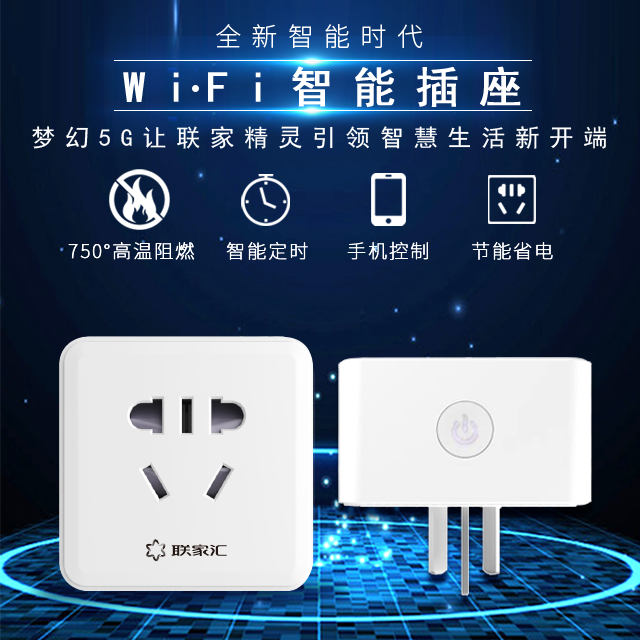 全新智能时代
Wi·Fi智能插座
梦幻5G让联家精灵引领智慧生活新开端
750°高温阻燃 智能定时 手机控制 节能省电
联家汇